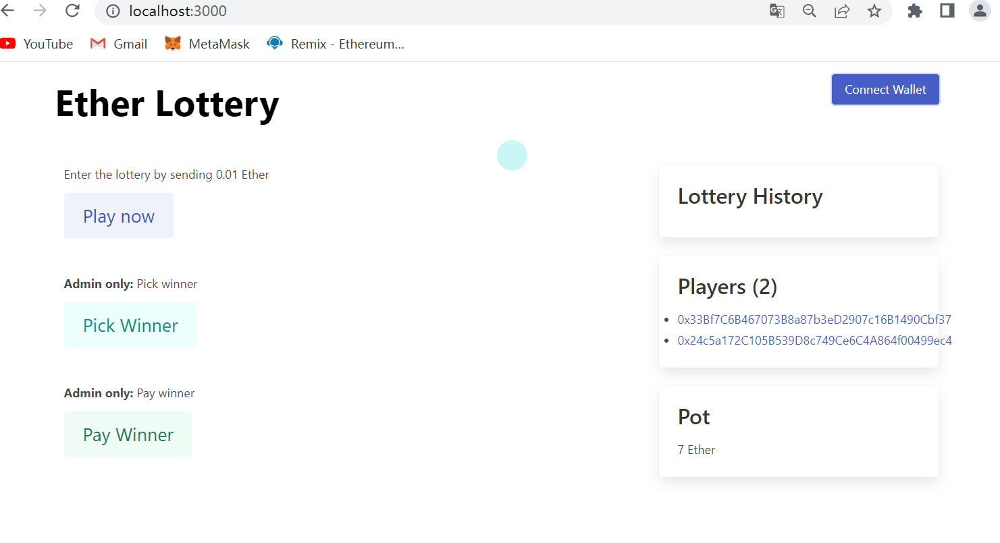 localhost:3000
YouTube Gmail MetaMask Remix - Ethereum...
Connect Wallet
Ether Lottery
Enter the lottery by sending 0.01 Ether
Play now
Admin only: Pick winner
Pick Winner
Admin only: Pay winner
Pay Winner
Lottery History
Players (2)
0x33Bf7C6B467073B8a87b3eD2907c16B1490Cbf37
0x24c5a172C105B539D8c749Ce6C4A864f00499ec4
Pot
7 Ether